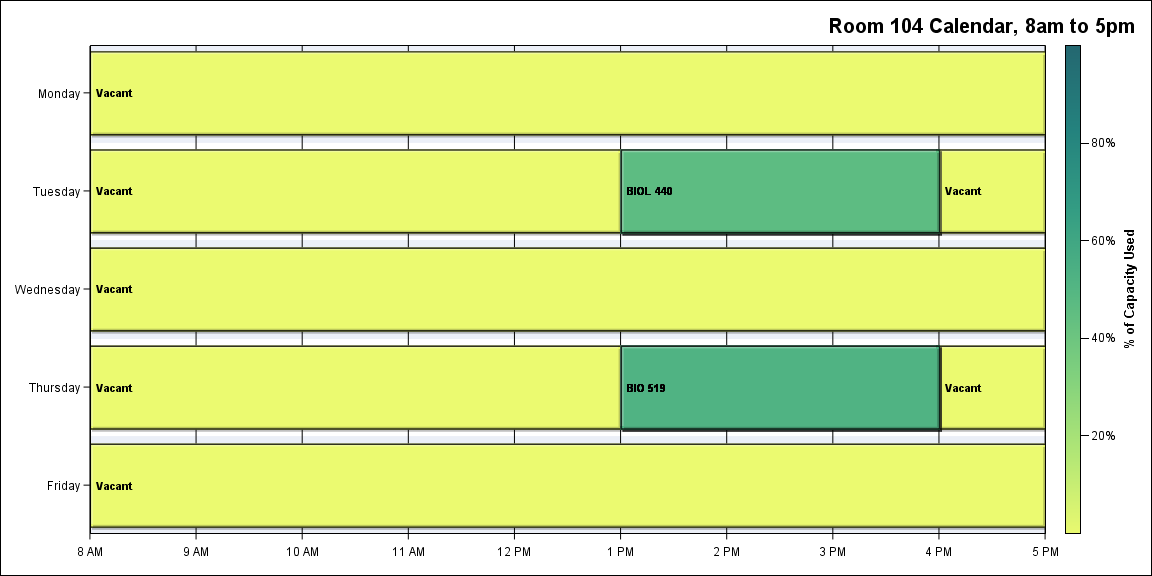 Room 104 Calendar, 8am to 5pm
Monday
Vacant
Tuesday
Vacant
BIOL 440
Vacant
Wednesday
Vacant
Thursday
Vacant
BIO 519
Vacant
Friday
Vacant
8 AM 9 AM 10 AM 11 AM 12 PM 1 PM 2 PM 3 PM 4 PM 5 PM
80%
60%
40%
20%
% of Capacity Used